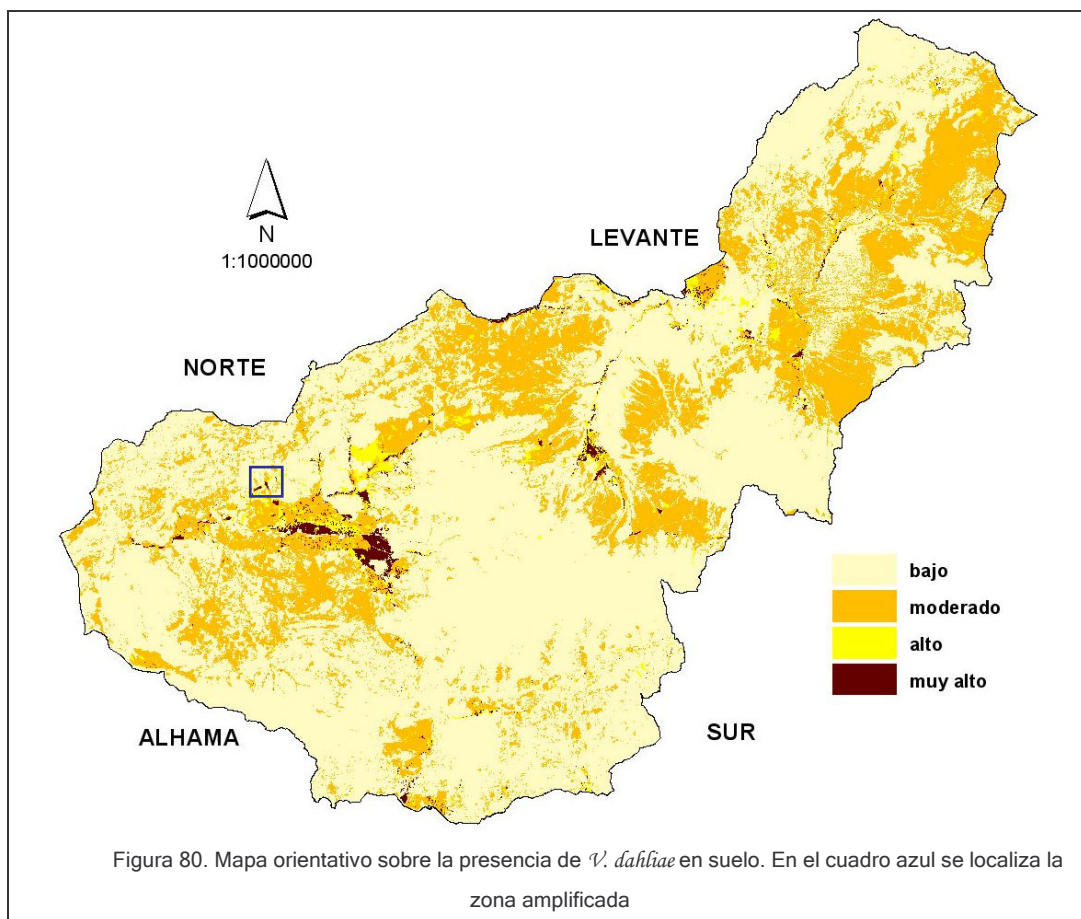 N
1:1000000
LEVANTE
NORTE
bajo
moderado
alto
muy alto
ALHAMA
SUR
Figura 80. Mapa orientativo sobre la presencia de V. dahliae en suelo. En el cuadro azul se localiza la
zona amplificada